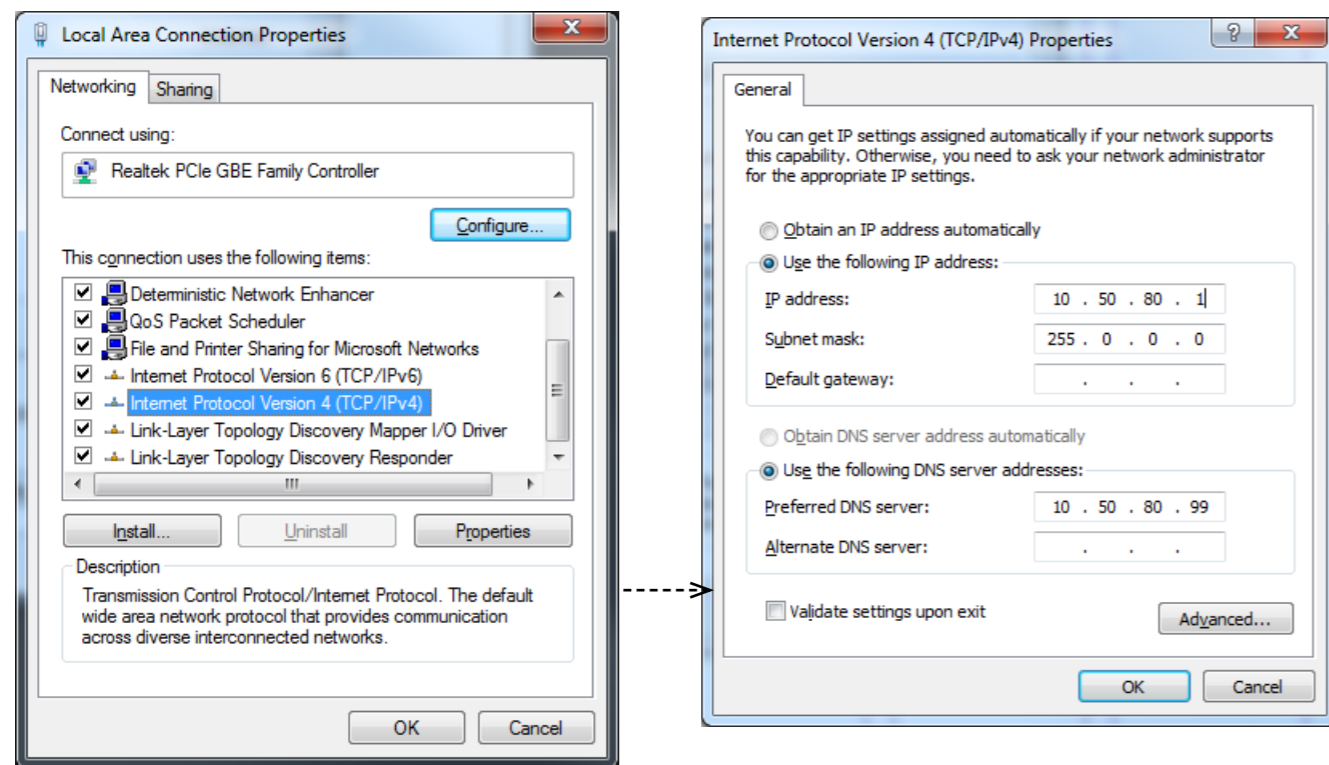 Local Area Connection Properties
Networking
Sharing
Connect using:
Realtek PCIe GBE Family Controller
Configure...
This connection uses the following items:
Deterministic Network Enhancer
QoS Packet Scheduler
File and Printer Sharing for Microsoft Networks
Internet Protocol Version 6 (TCP/IPv6)
Internet Protocol Version 4 (TCP/IPv4)
Link-Layer Topology Discovery Mapper I/O Driver
Link-Layer Topology Discovery Responder
Install...
Uninstall
Properties
Description
Transmission Control Protocol/Internet Protocol. The default
wide area network protocol that provides communication
across diverse interconnected networks.
OK
Cancel
Internet Protocol Version 4 (TCP/IPv4) Properties
General
You can get IP settings assigned automatically if your network supports
this capability. Otherwise, you need to ask your network administrator
for the appropriate IP settings.
Obtain an IP address automatically
Use the following IP address:
IP address: 10 . 50 . 80 . 1
Subnet mask: 255 . 0 . 0 . 0
Default gateway: . . .
Obtain DNS server address automatically
Use the following DNS server addresses:
Preferred DNS server: 10 . 50 . 80 . 99
Alternate DNS server: . . .
Validate settings upon exit
Advanced...
OK
Cancel